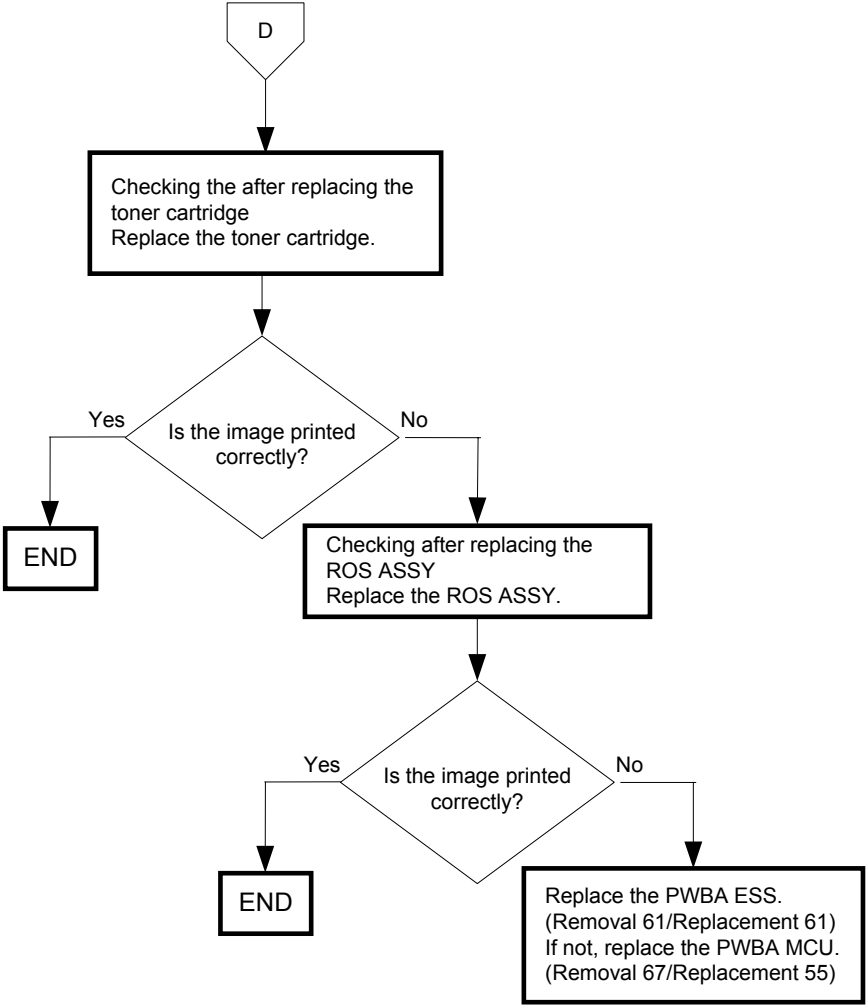 D
Checking the after replacing the
toner cartridge
Replace the toner cartridge.
Yes
No
Is the image printed
correctly?
END
Checking after replacing the
ROS ASSY
Replace the ROS ASSY.
Yes
No
Is the image printed
correctly?
END
Replace the PWBA ESS.
(Removal 61/Replacement 61)
If not, replace the PWBA MCU.
(Removal 67/Replacement 55)